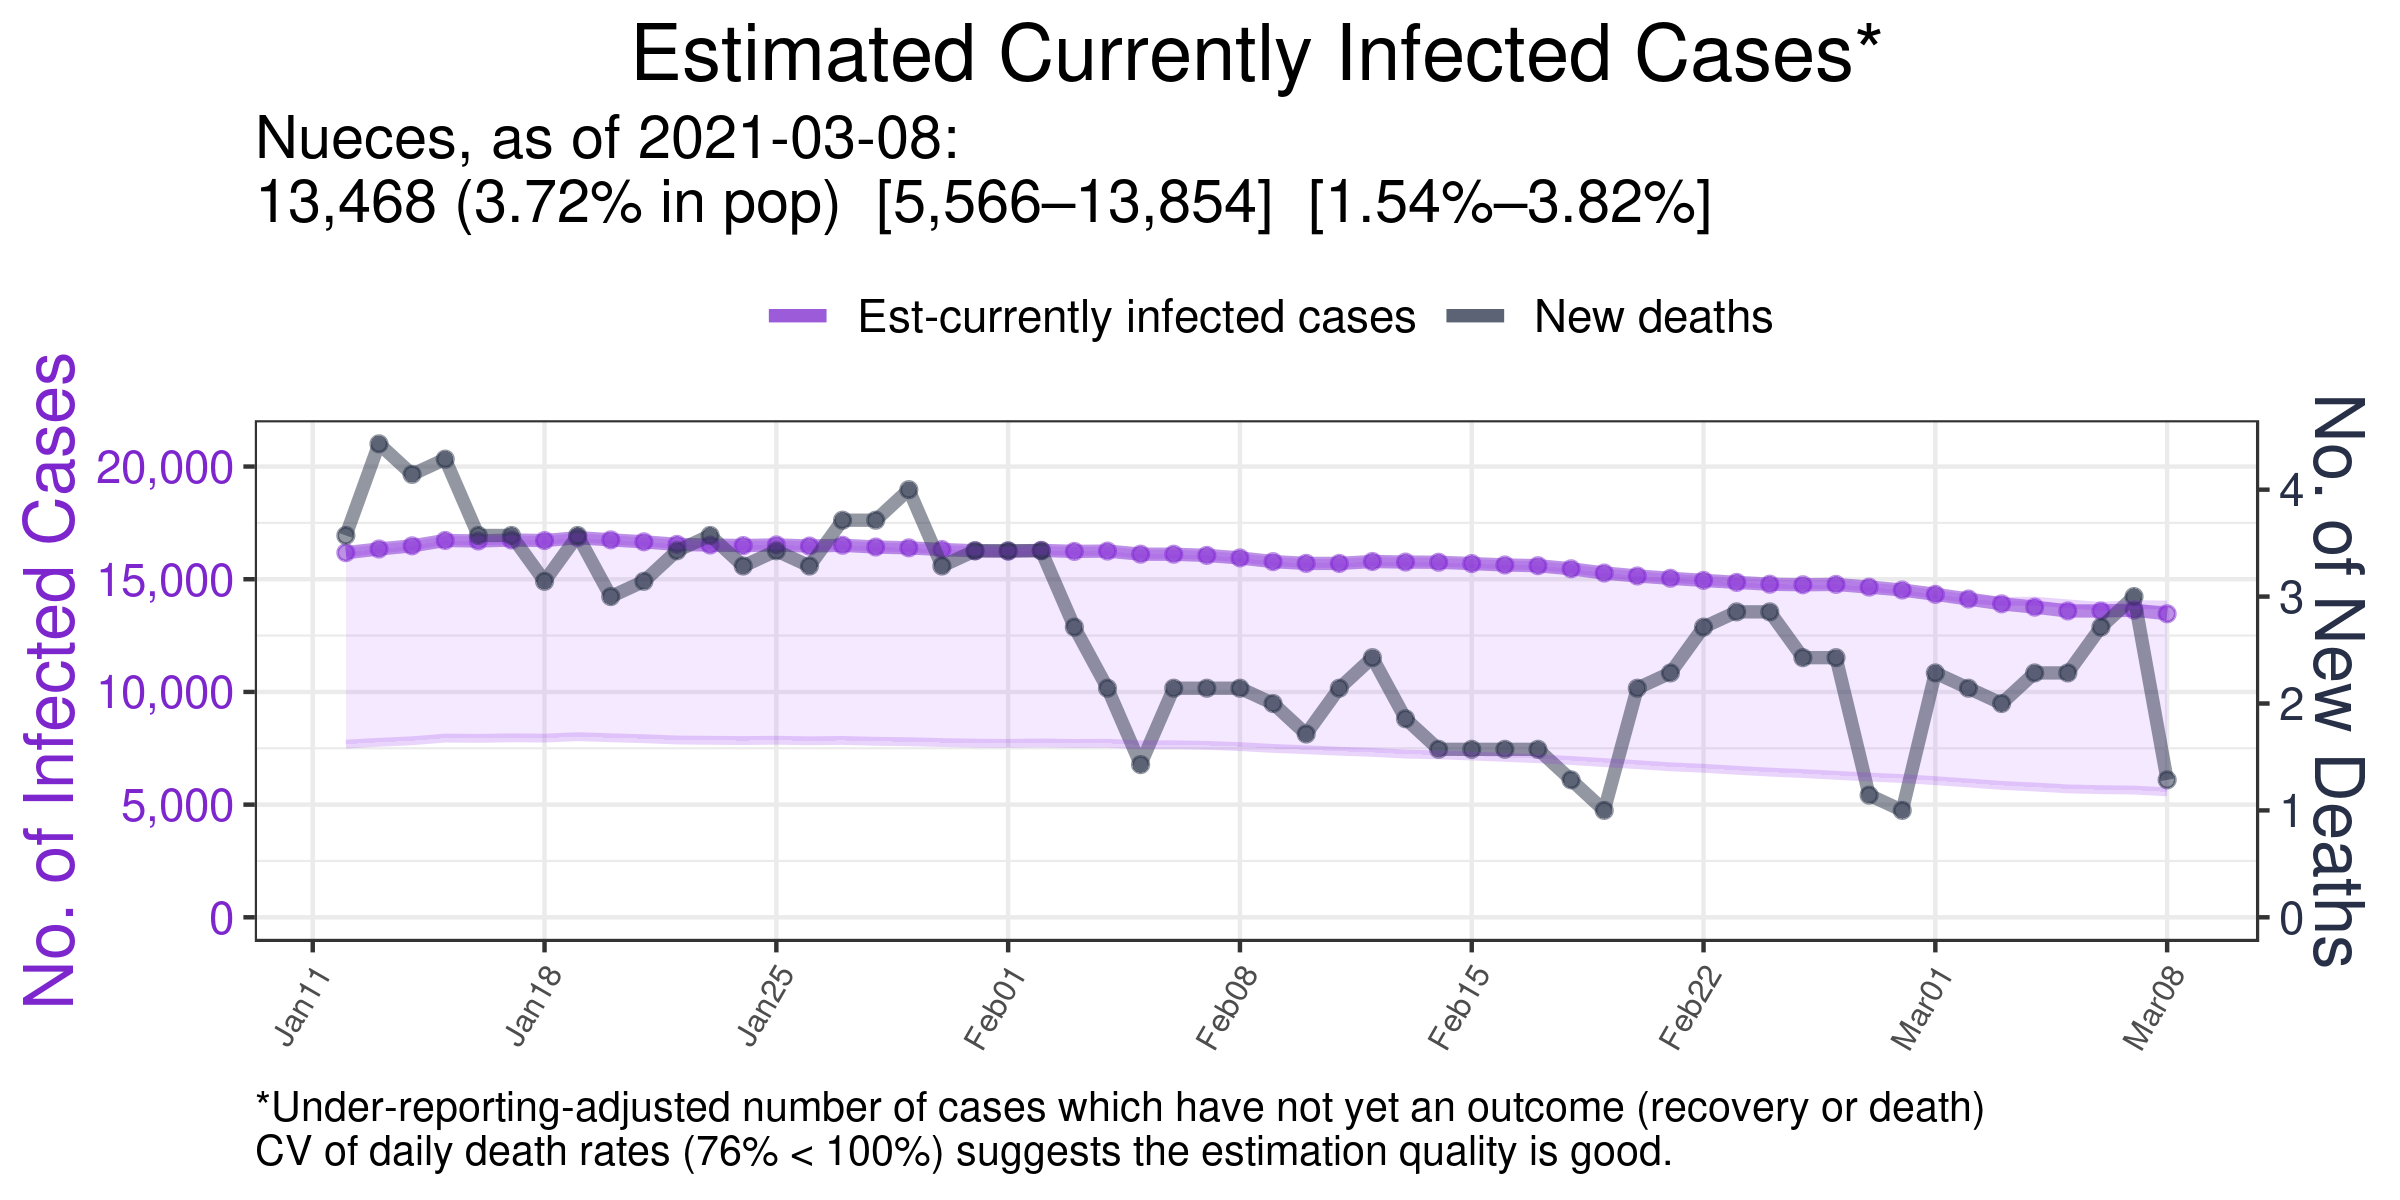 Estimated Currently Infected Cases*
Nueces, as of 2021-03-08:
13,468 (3.72% in pop)  [5,566–13,854]  [1.54%–3.82%]
Est-currently infected cases
New deaths
No. of Infected Cases
20,000
15,000
10,000
5,000
0
No. of New Deaths
4
3
2
1
0
Jan11
Jan18
Jan25
Feb01
Feb08
Feb15
Feb22
Mar01
Mar08
*Under-reporting-adjusted number of cases which have not yet an outcome (recovery or death)
CV of daily death rates (76% < 100%) suggests the estimation quality is good.